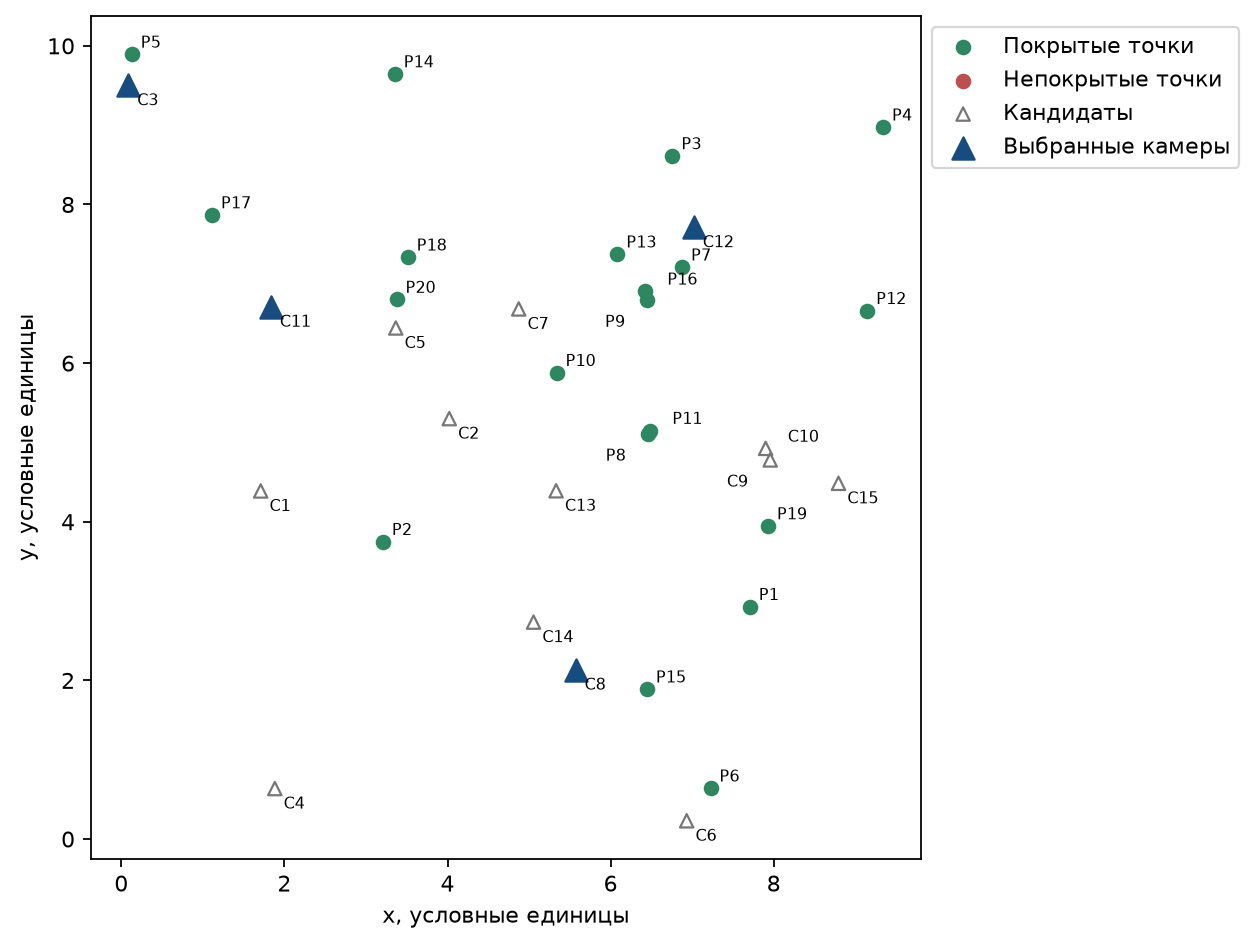 10
8
6
4
2
0
0
2
4
6
8
x, условные единицы
y, условные единицы
P5
C3
P14
P4
P3
P17
C12
P13
P7
P18
P16
P20
P12
C11
C7
P9
C5
P10
C2
P11
C10
P8
C9
C15
C1
C13
P19
P2
P1
C14
C8
P15
P6
C4
C6
Покрытые точки
Непокрытые точки
Кандидаты
Выбранные камеры